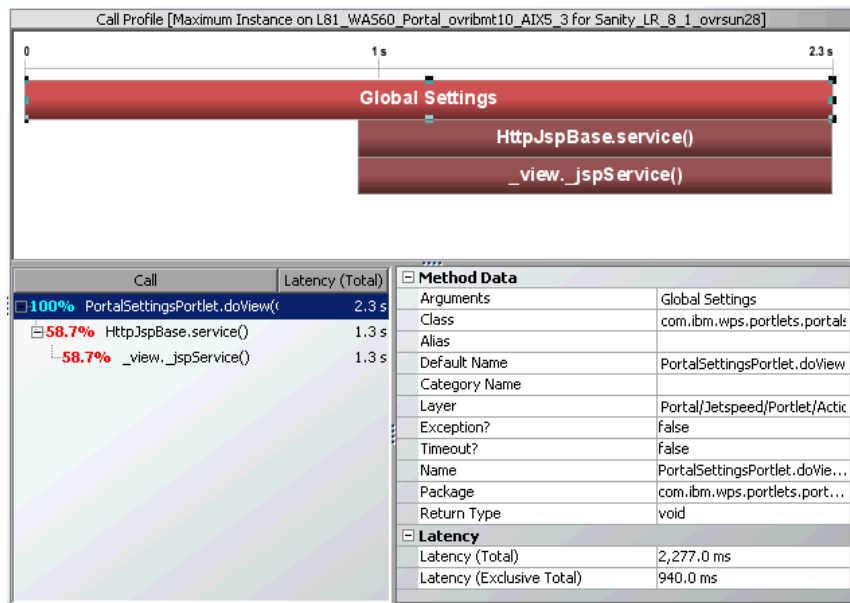 Call Profile [Maximum Instance on L81_WAS60_Portal_ovribmt10_AIX5_3 for Sanity_LR_8_1_ovrsun28]
0 1 s 2.3 s
Global Settings
HttpJspBase.service()
_view._jspService()
Call Latency (Total)
100% PortalSettingsPortlet.doView( 2.3 s
58.7% HttpJspBase.service() 1.3 s
58.7% _view._jspService() 1.3 s
Method Data
Arguments Global Settings
Class com.ibm.wps.portlets.portals
Alias
Default Name PortalSettingsPortlet.doView
Category Name
Layer Portal/Jetspeed/Portlet/Actic
Exception? false
Timeout? false
Name PortalSettingsPortlet.doVie...
Package com.ibm.wps.portlets.port...
Return Type void
Latency
Latency (Total) 2,277.0 ms
Latency (Exclusive Total) 940.0 ms